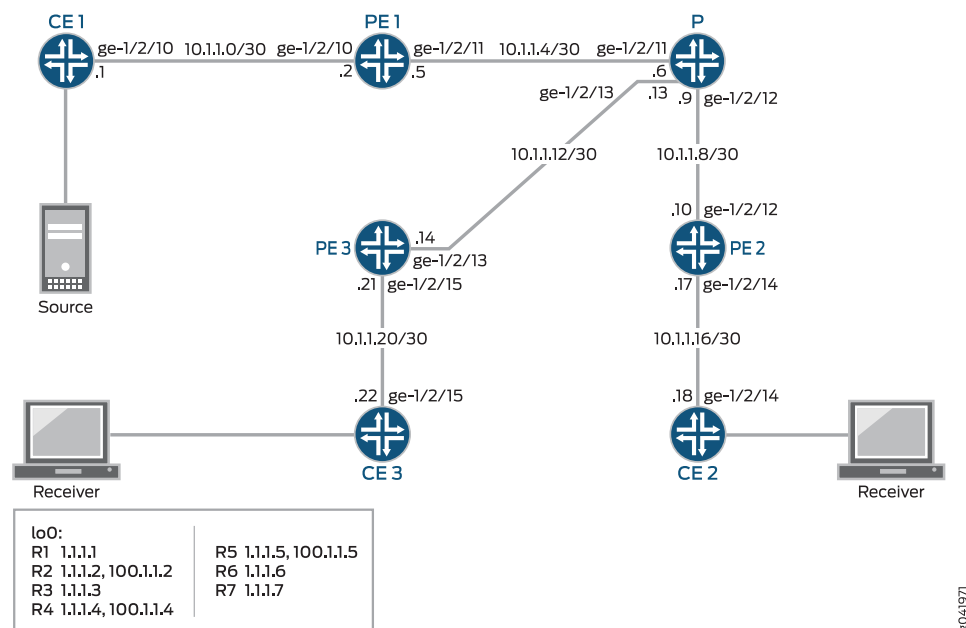 CE 1
PE 1
P
ge-1/2/10 10.1.1.0/30 ge-1/2/10
ge-1/2/11 10.1.1.4/30 ge-1/2/11
.1
.2
.5
.6
ge-1/2/13
.13
.9 ge-1/2/12
10.1.1.12/30
10.1.1.8/30
.10 ge-1/2/12
PE 3
.14
ge-1/2/13
PE 2
.21 ge-1/2/15
.17 ge-1/2/14
Source
10.1.1.20/30
10.1.1.16/30
.22 ge-1/2/15
.18 ge-1/2/14
CE 3
CE 2
Receiver
Receiver
lo0:
R1 1.1.1.1
R2 1.1.1.2, 100.1.1.2
R3 1.1.1.3
R4 1.1.1.4, 100.1.1.4
R5 1.1.1.5, 100.1.1.5
R6 1.1.1.6
R7 1.1.1.7
g041971